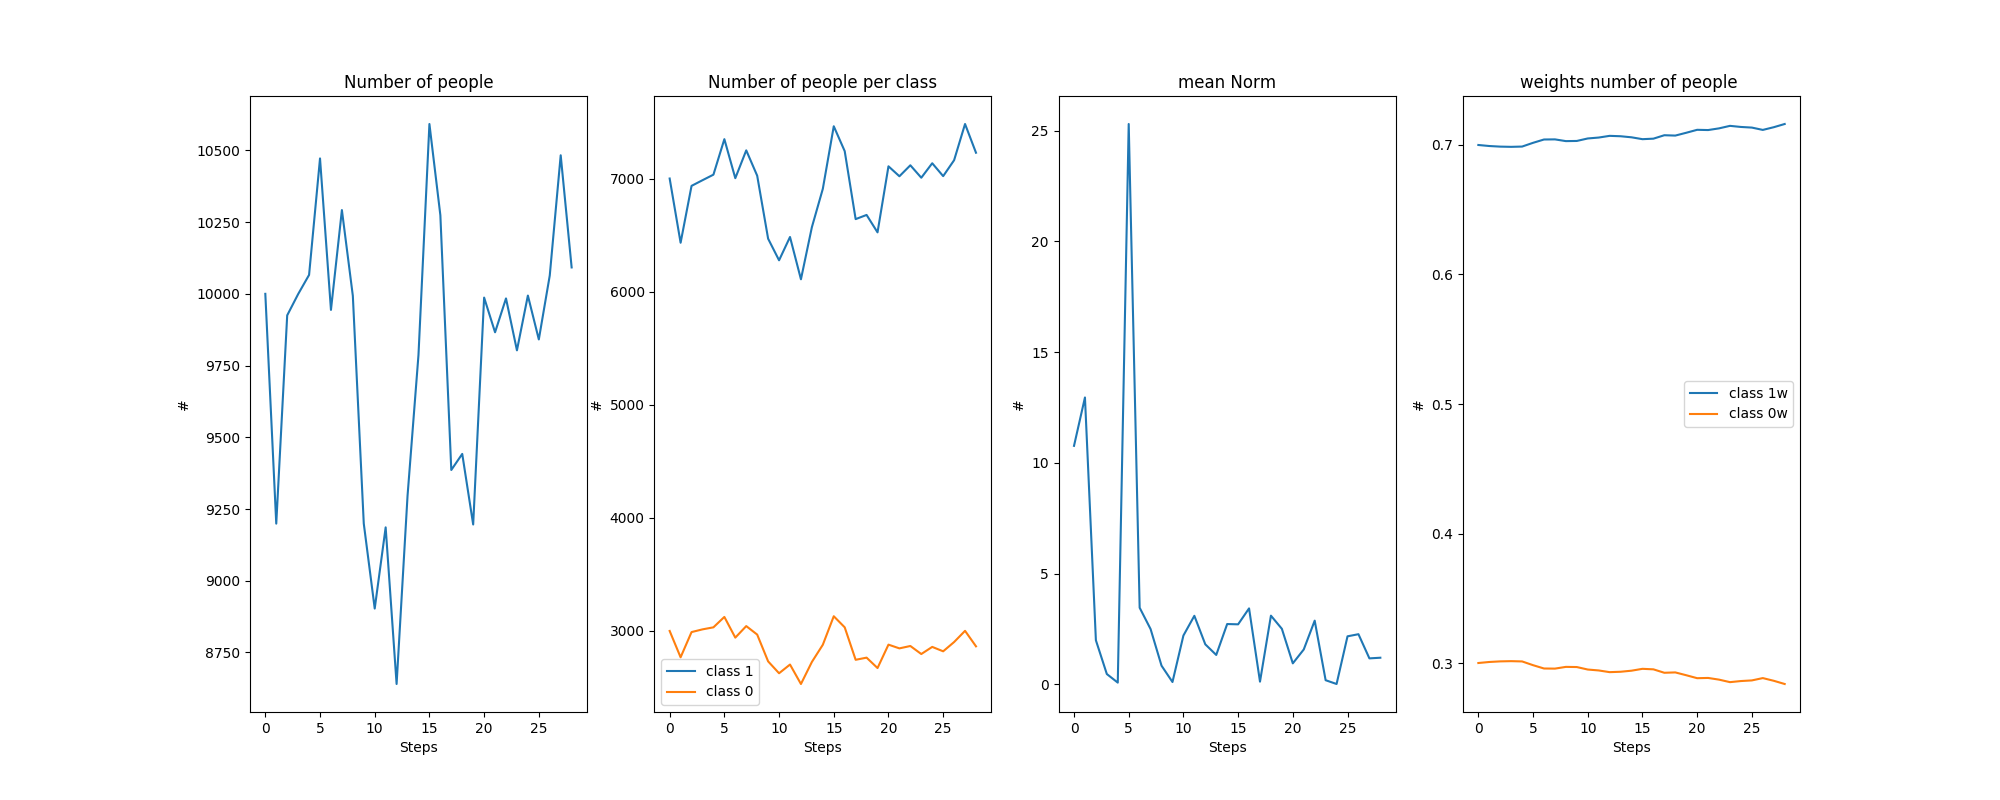 Number of people
10500
10250
10000
9750
9500
9250
9000
8750
#
0 5 10 15 20 25
Steps
Number of people per class
7000
6000
5000
4000
3000
#
class 1
class 0
0 5 10 15 20 25
Steps
mean Norm
25
20
15
10
5
0
#
0 5 10 15 20 25
Steps
weights number of people
0.7
0.6
0.5
0.4
0.3
#
class 1w
class 0w
0 5 10 15 20 25
Steps